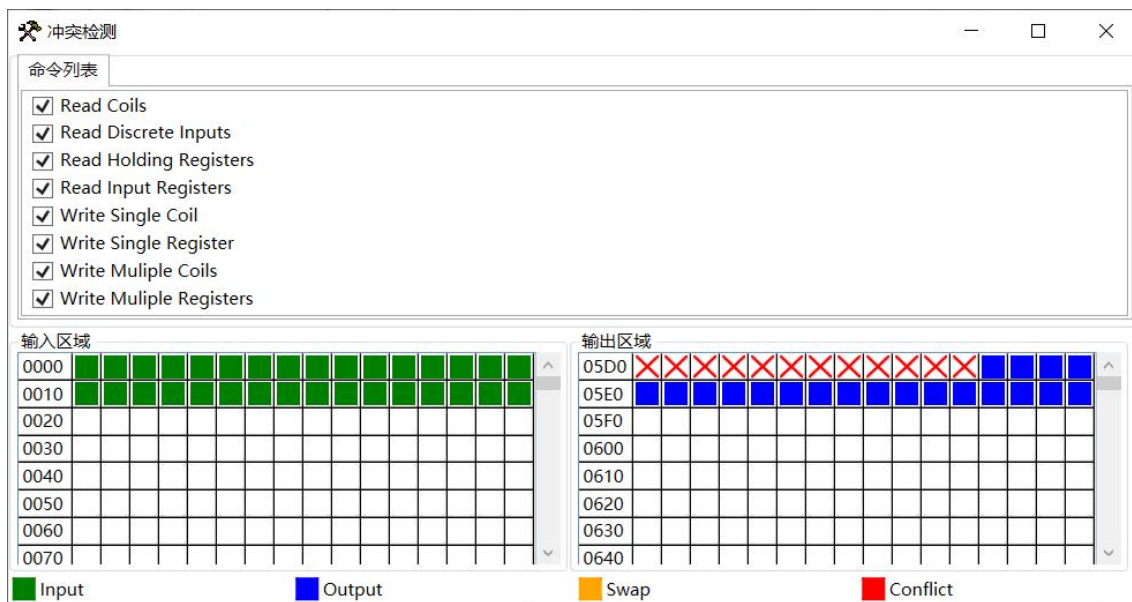 冲突检测
命令列表
Read Coils
Read Discrete Inputs
Read Holding Registers
Read Input Registers
Write Single Coil
Write Single Register
Write Muliple Coils
Write Muliple Registers
输入区域
0000
0010
0020
0030
0040
0050
0060
0070
输出区域
05D0
05E0
05F0
0600
0610
0620
0630
0640
Input Output Swap Conflict